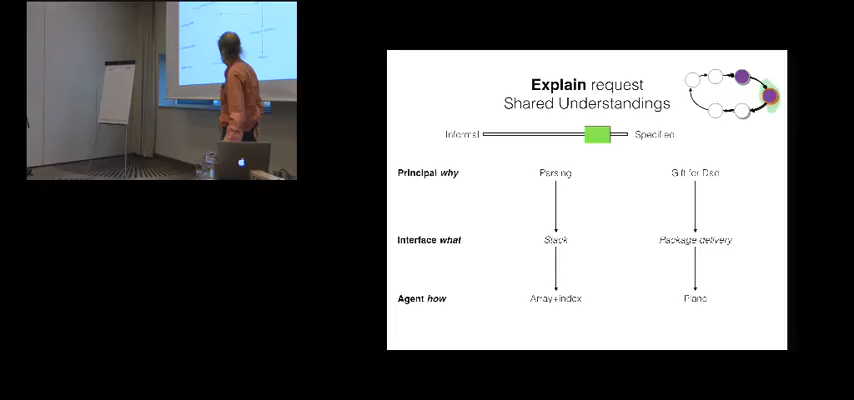 Explain request
Shared Understandings
Informal Specified
Principal why Parsing Gift for Dad
Interface what Stack Package delivery
Agent how Array+Index Plane